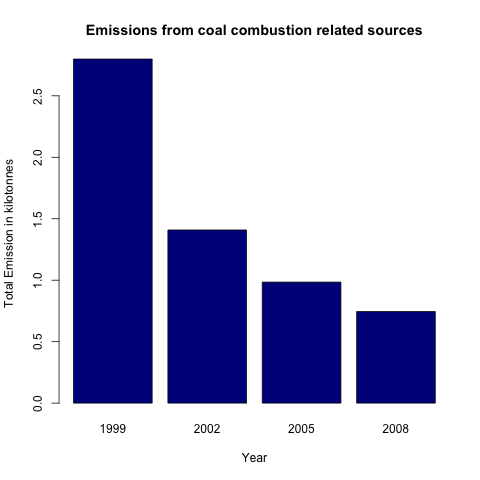 Emissions from coal combustion related sources
Total Emission in kilotonnes
2.5
2.0
1.5
1.0
0.5
0.0
1999 2002 2005 2008
Year